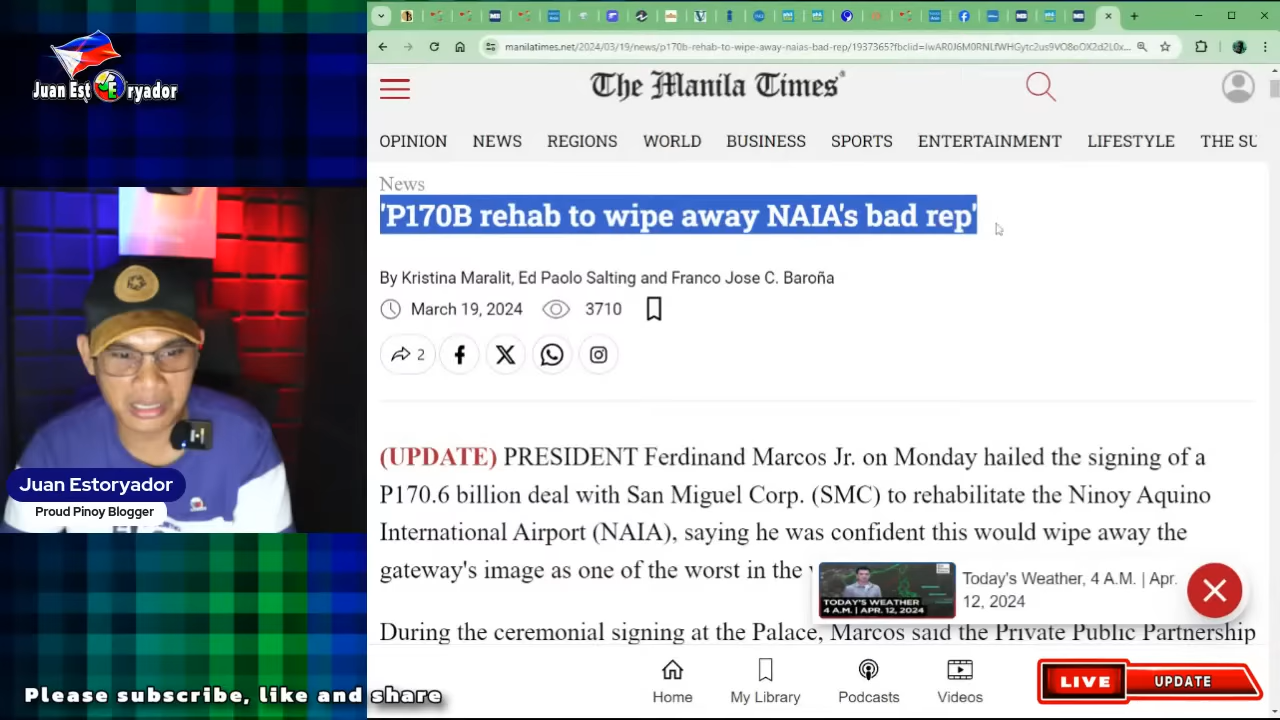 Juan Est ryador
Juan Estoryador
Proud Pinoy Blogger
Please subscribe, like and share
manilatimes.net/2024/03/19/news/p170b-rehab-to-wipe-away-naias-bad-rep/1937365?fbclid=
The Manila Times
OPINION NEWS REGIONS WORLD BUSINESS SPORTS ENTERTAINMENT LIFESTYLE THE SU
News
'P170B rehab to wipe away NAIA's bad rep'
By Kristina Maralit, Ed Paolo Salting and Franco Jose C. Baroña
March 19, 2024 3710
2
(UPDATE) PRESIDENT Ferdinand Marcos Jr. on Monday hailed the signing of a
P170.6 billion deal with San Miguel Corp. (SMC) to rehabilitate the Ninoy Aquino
International Airport (NAIA), saying he was confident this would wipe away the
gateway's image as one of the worst in the
TODAY'S WEATHER
4 A.M. | APR. 12, 2024
Today's Weather, 4 A.M. | Apr.
12, 2024
During the ceremonial signing at the Palace, Marcos said the Private Public Partnership
Home My Library Podcasts Videos
LIVE UPDATE